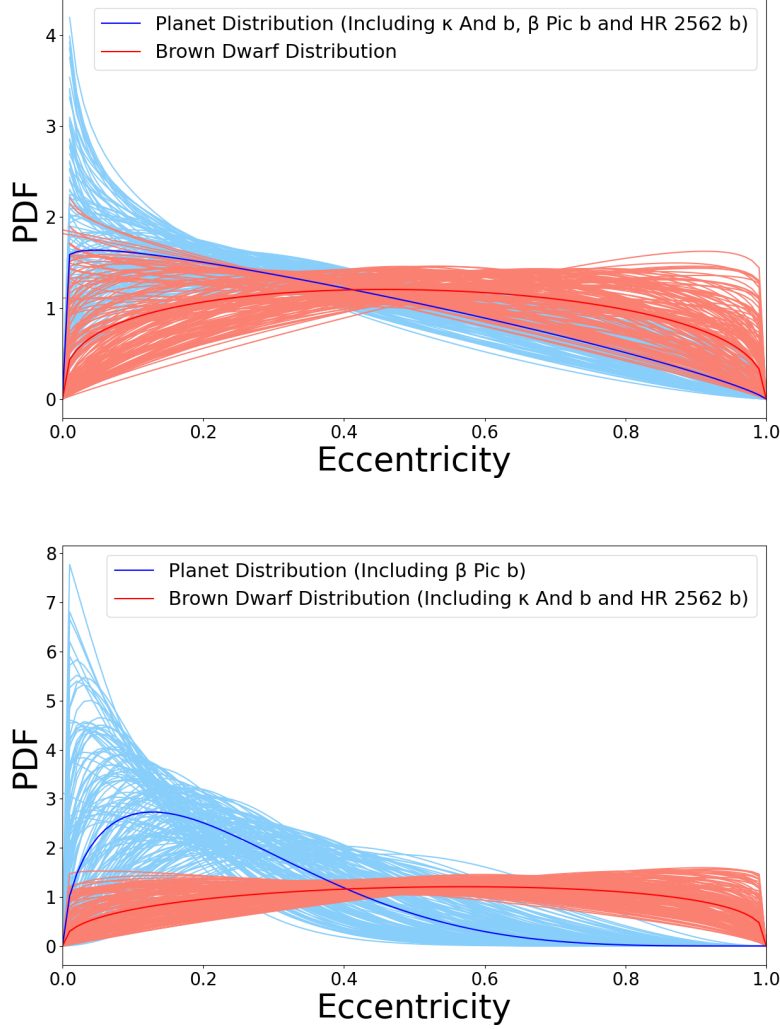 Planet Distribution (Including κ And b, β Pic b and HR 2562 b)
Brown Dwarf Distribution
4
3
2
1
0
PDF
0.0 0.2 0.4 0.6 0.8 1.0
Eccentricity
Planet Distribution (Including β Pic b)
Brown Dwarf Distribution (Including κ And b and HR 2562 b)
8
7
6
5
4
3
2
1
0
PDF
0.0 0.2 0.4 0.6 0.8 1.0
Eccentricity